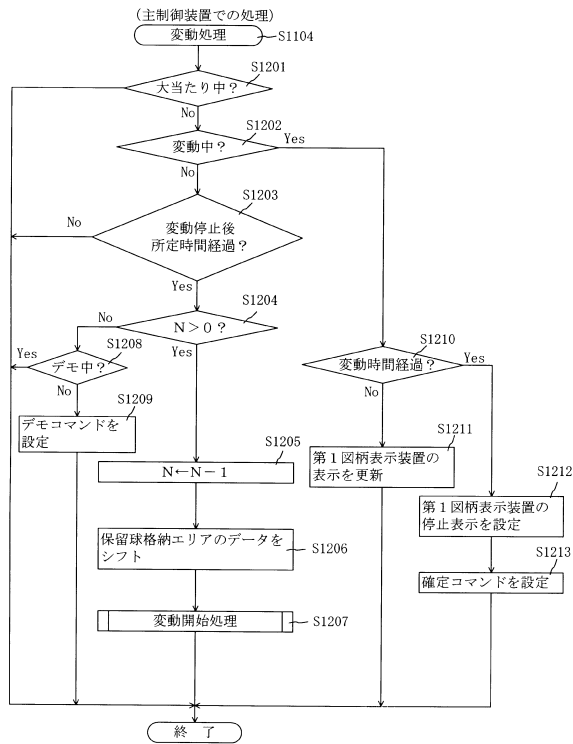 (主制御装置での処理)
変動処理
S1104
S1201
大当たり中?
No
S1202
変動中?
Yes
No
S1203
変動停止後
所定時間経過?
No
Yes
S1204
N>0?
No
Yes
S1208
デモ中?
Yes
No
S1209
デモコマンドを
設定
S1210
変動時間経過?
Yes
No
S1205
N←N-1
S1211
第1図柄表示装置の
表示を更新
S1212
第1図柄表示装置の
停止表示を設定
S1206
保留球格納エリアのデータを
シフト
S1213
確定コマンドを設定
変動開始処理
S1207
終 了